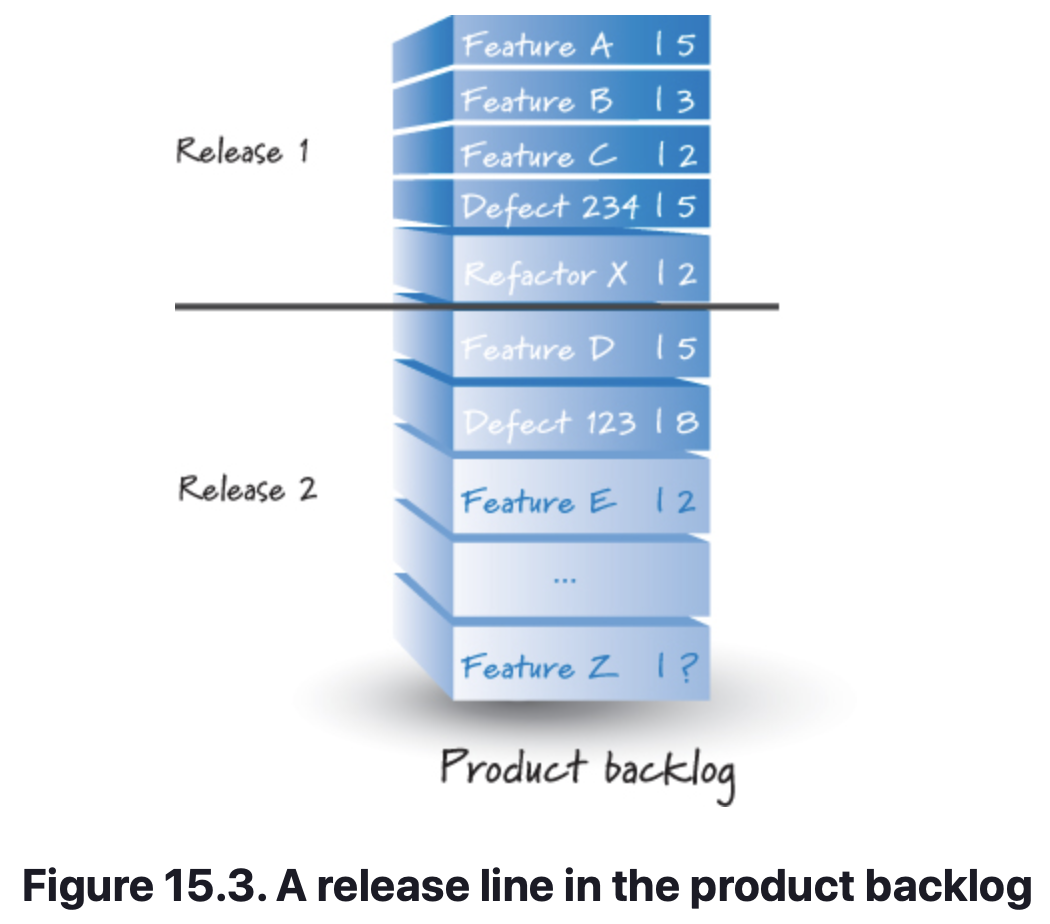 Feature A | 5
Feature B | 3
Release 1
Feature C | 2
Defect 234 | 5
Refactor X | 2
Feature D | 5
Defect 123 | 8
Release 2
Feature E | 2
...
Feature Z | ?
Product backlog
Figure 15.3. A release line in the product backlog